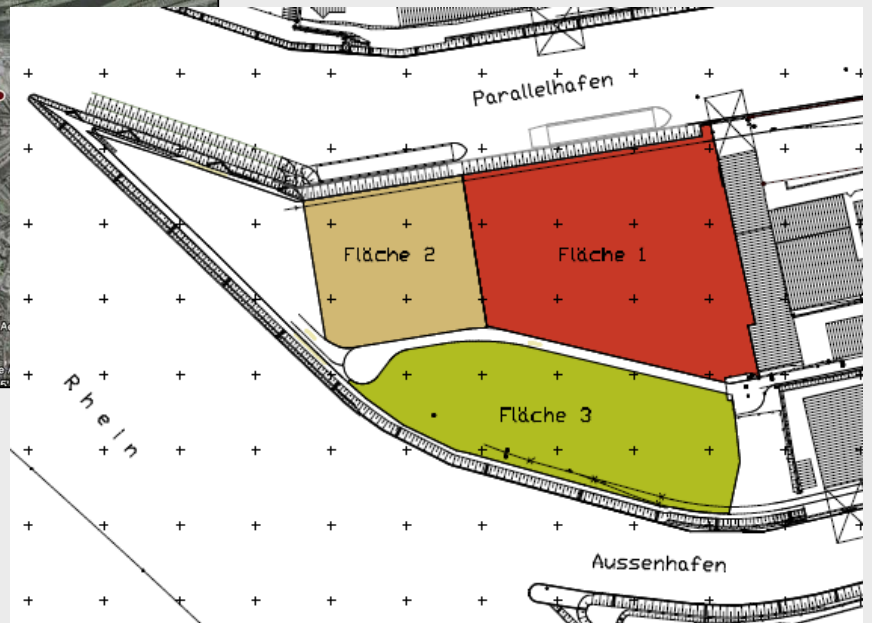 Parallelhafen
Fläche 2
Fläche 1
Rhein
Fläche 3
Aussenhafen